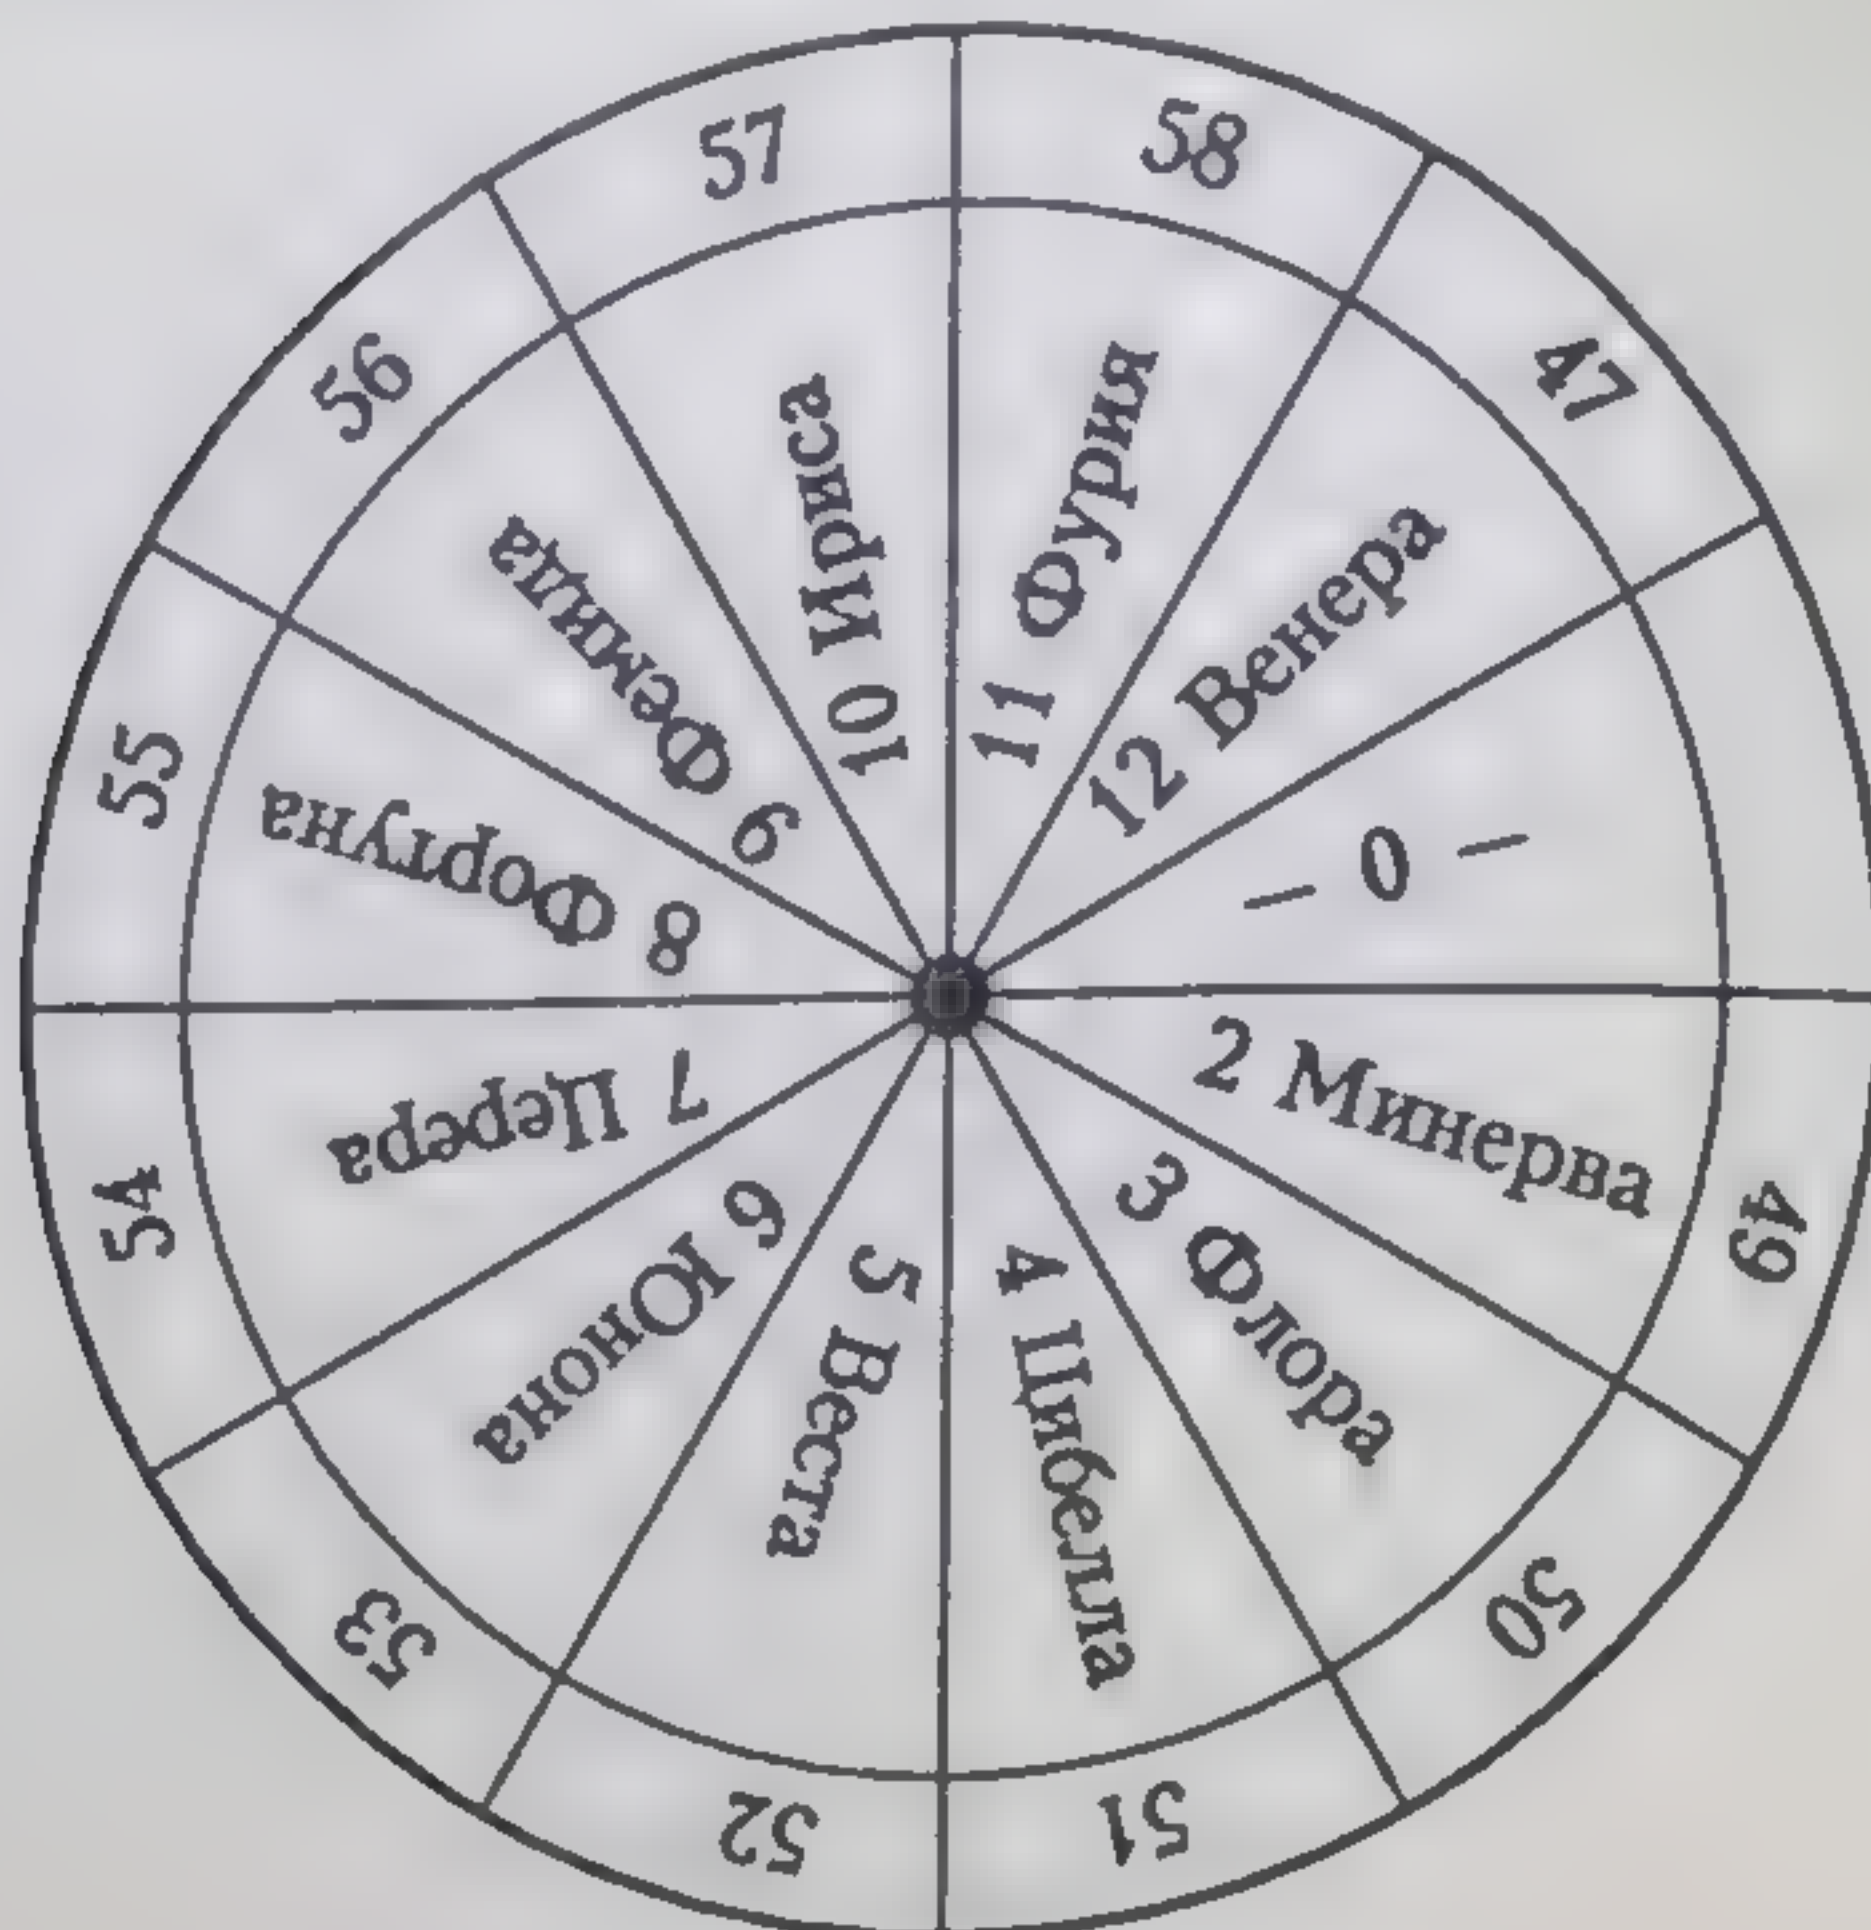 57
58
47
49
50
51
52
53
54
55
56
— 0 —
2 Минерва
3 Флора
4 Цибелла
5 Веста
6 Юнона
7 Церера
8 Фортуна
9 Фемида
10 Ириса
11 Фурия
12 Венера